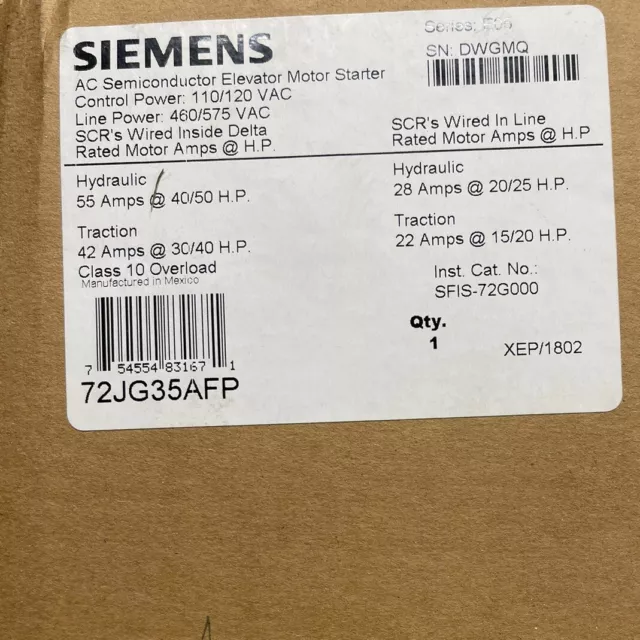 SIEMENS
AC Semiconductor Elevator Motor Starter
Control Power: 110/120 VAC
Line Power: 460/575 VAC
SCR's Wired Inside Delta
Rated Motor Amps @ H.P.
Series:
SN: DWGMQ
SCR's Wired In Line
Rated Motor Amps @ H.P
Hydraulic
55 Amps @ 40/50 H.P.
Traction
42 Amps @ 30/40 H.P.
Class 10 Overload
Manufactured in Mexico
Hydraulic
28 Amps @ 20/25 H.P.
Traction
22 Amps @ 15/20 H.P.
Inst. Cat. No.:
SFIS-72G000
7 54554 83167 1
72JG35AFP
Qty.
1
XEP/1802